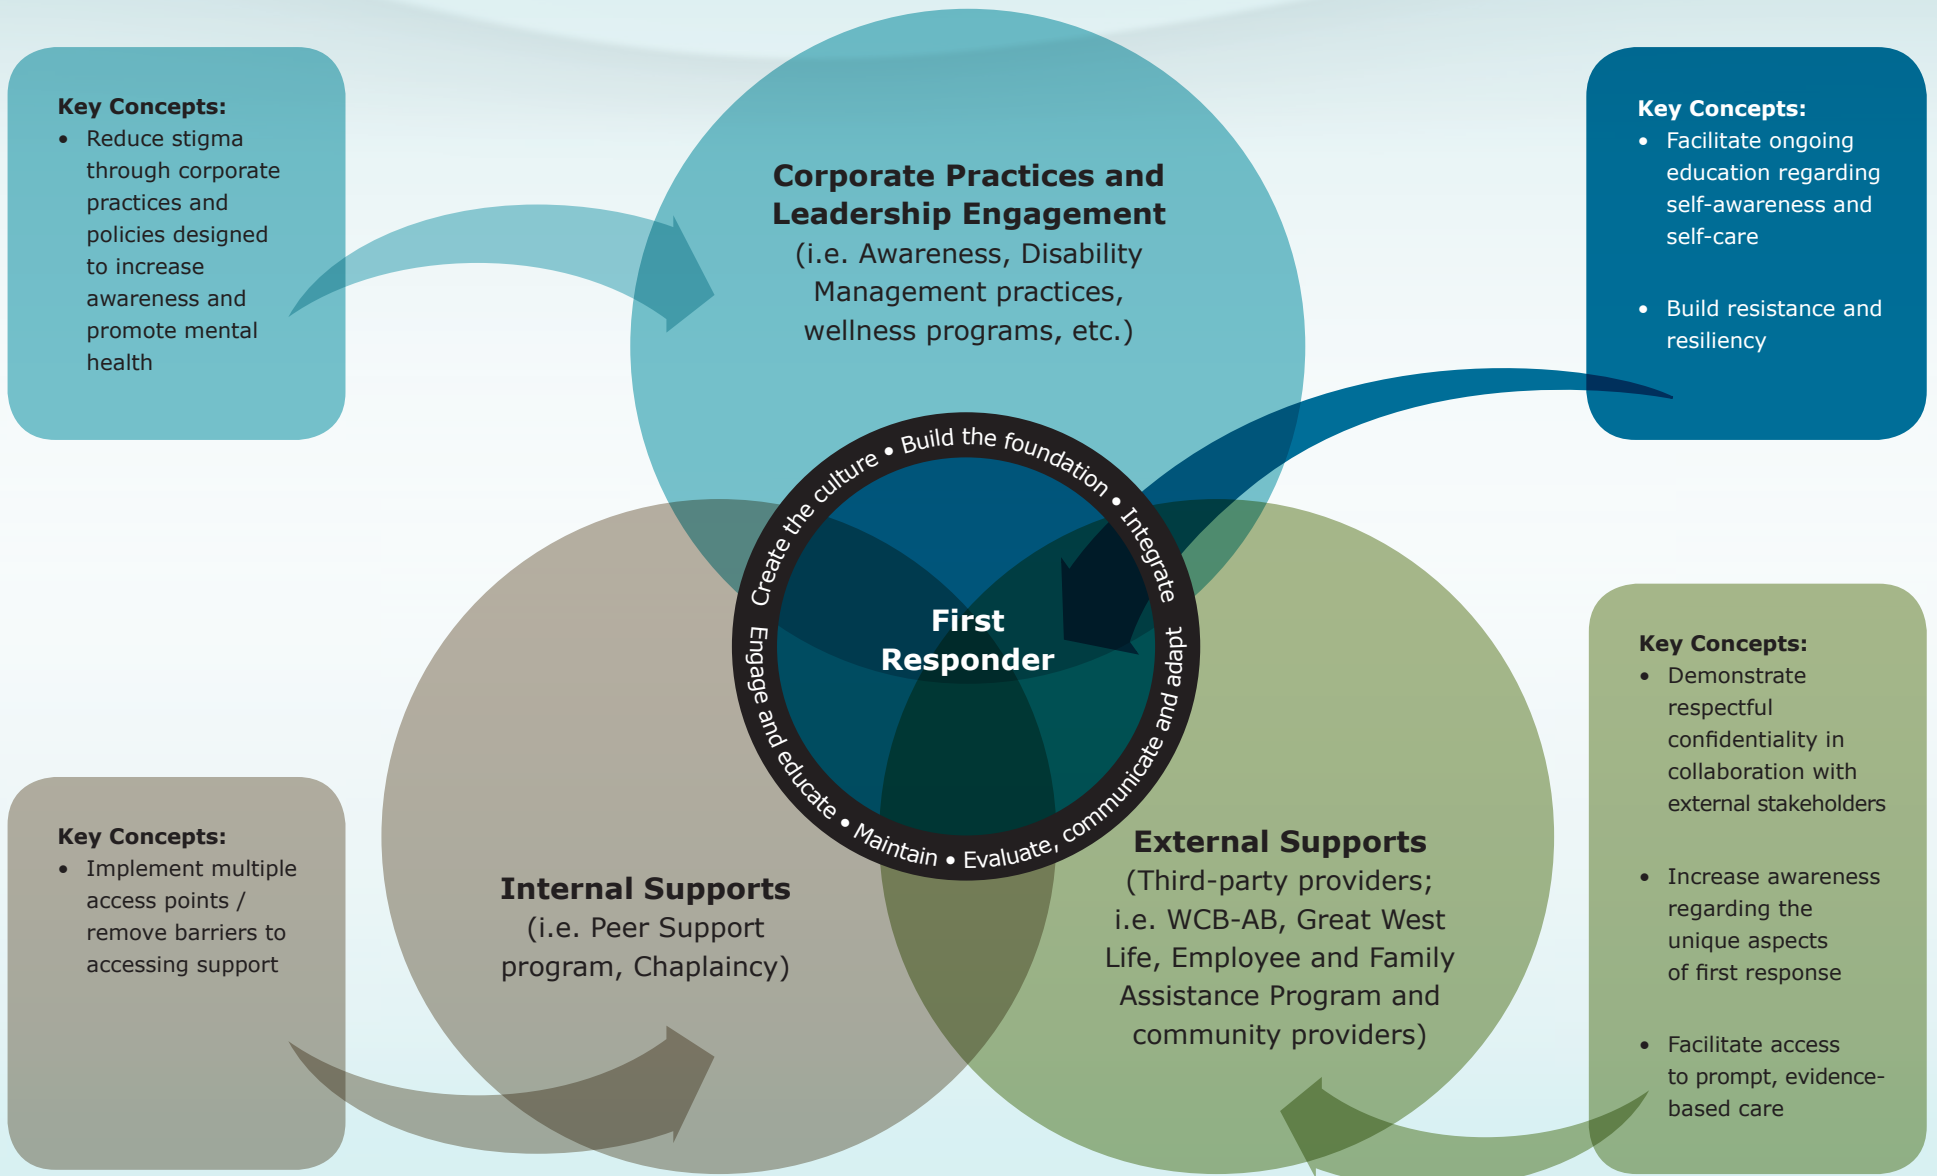 Key Concepts:
• Reduce stigma
through corporate
practices and
policies designed
to increase
awareness and
promote mental
health
Corporate Practices and
Leadership Engagement
(i.e. Awareness, Disability
Management practices,
wellness programs, etc.)
Key Concepts:
• Facilitate ongoing
education regarding
self-awareness and
self-care
• Build resistance and
resiliency
Create the culture • Build the foundation • Integrate
Engage and educate • Maintain • Evaluate, communicate and adapt
First
Responder
Key Concepts:
• Implement multiple
access points /
remove barriers to
accessing support
Internal Supports
(i.e. Peer Support
program, Chaplaincy)
External Supports
(Third-party providers;
i.e. WCB-AB, Great West
Life, Employee and Family
Assistance Program and
community providers)
Key Concepts:
• Demonstrate
respectful
confidentiality in
collaboration with
external stakeholders
• Increase awareness
regarding the
unique aspects
of first response
• Facilitate access
to prompt, evidence-
based care